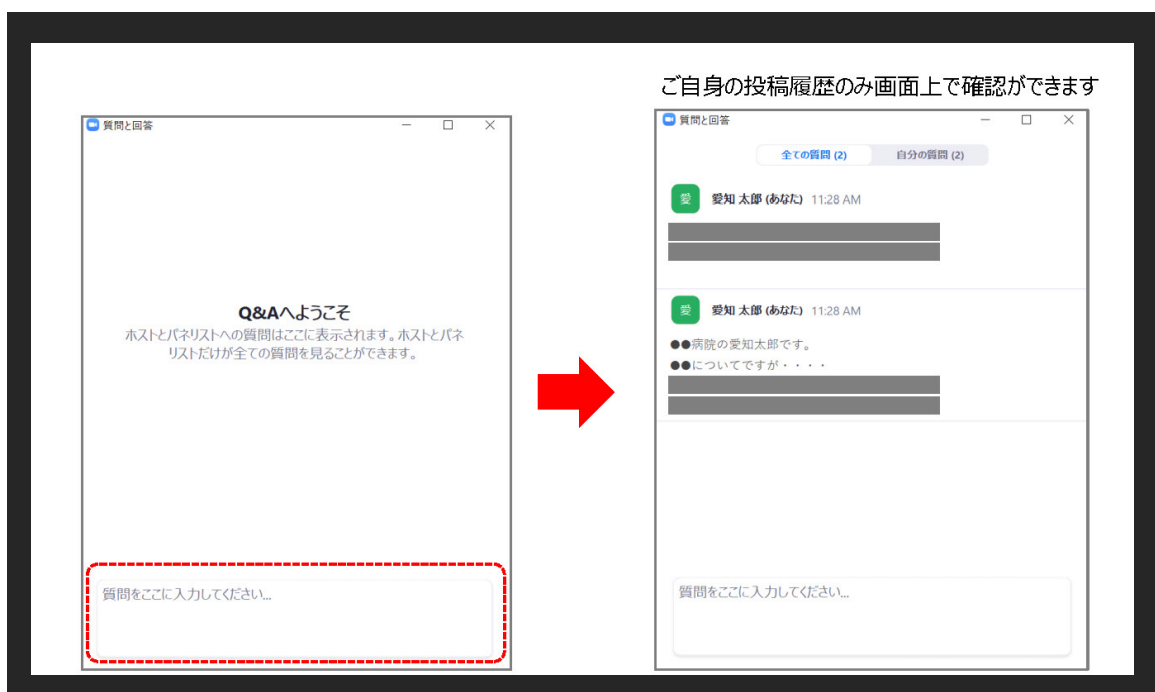 ご自身の投稿履歴のみ画面上で確認ができます
質問と回答
Q&Aへようこそ
ホストとパネリストへの質問はここに表示されます。ホストとパネ
リストだけが全ての質問を見ることができます。
質問をここに入力してください...
質問と回答
全ての質問 (2) 自分の質問 (2)
愛 愛知 太郎 (あなた) 11:28 AM
愛 愛知 太郎 (あなた) 11:28 AM
●●病院の愛知太郎です。
●●についてですが・・・・
質問をここに入力してください...